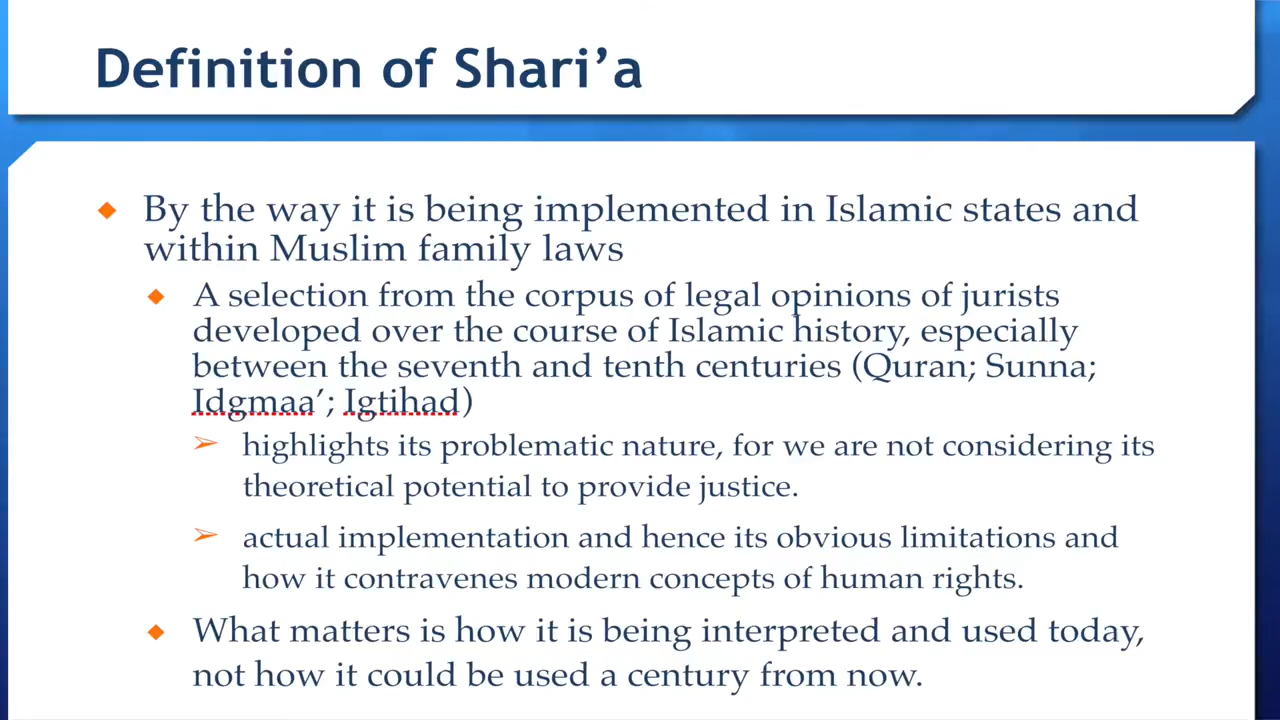 Definition of Shari’a
By the way it is being implemented in Islamic states and
within Muslim family laws
A selection from the corpus of legal opinions of jurists
developed over the course of Islamic history, especially
between the seventh and tenth centuries (Quran; Sunna;
Idgmaa’; Igtihad)
highlights its problematic nature, for we are not considering its
theoretical potential to provide justice.
actual implementation and hence its obvious limitations and
how it contravenes modern concepts of human rights.
What matters is how it is being interpreted and used today,
not how it could be used a century from now.